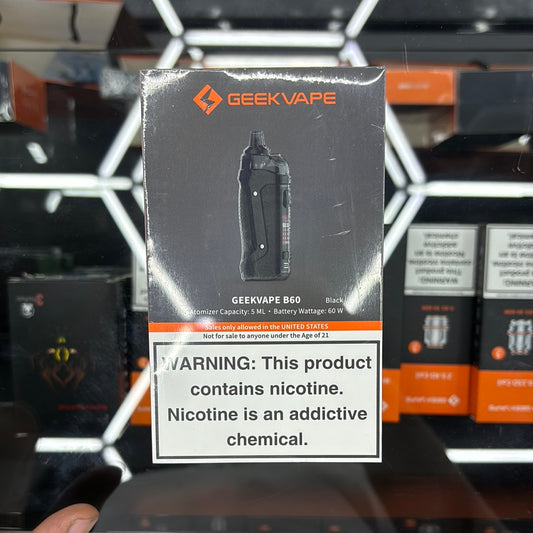 GEEKVAPE
GEEKVAPE B60
Black
Atomizer Capacity: 5 ML • Battery Wattage: 60 W
Sales only allowed in the UNITED STATES
Not for sale to anyone under the Age of 21
WARNING: This product
contains nicotine.
Nicotine is an addictive
chemical.